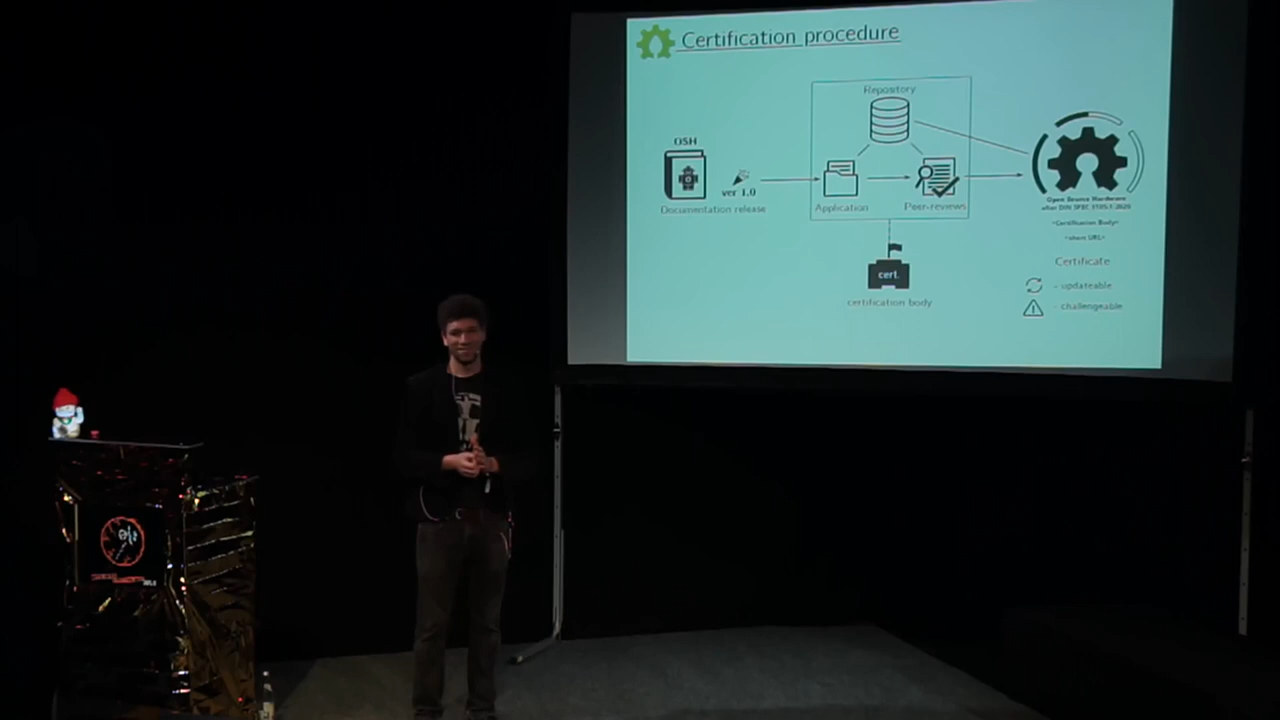 Certification procedure
Repository
OSH
ver 1.0
Documentation release
Application
Peer-reviews
cert.
certification body
Open Source Hardware
after DIN SPEC 3105-1:2020
<Certification Body>
<short URL>
Certificate
- updateable
- challengeable